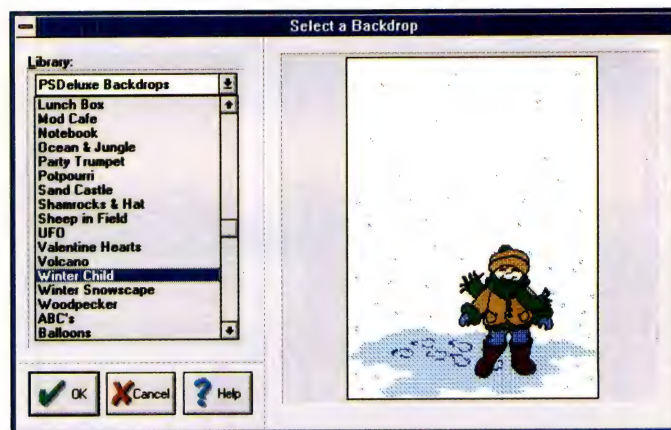 Select a Backdrop
Library:
PSDeluxe Backdrops
Lunch Box
Mod Cafe
Notebook
Ocean & Jungle
Party Trumpet
Potpourri
Sand Castle
Shamrocks & Hat
Sheep in Field
UFO
Valentine Hearts
Volcano
Winter Child
Winter Snowscape
Woodpecker
ABC's
Balloons
OK
Cancel
Help